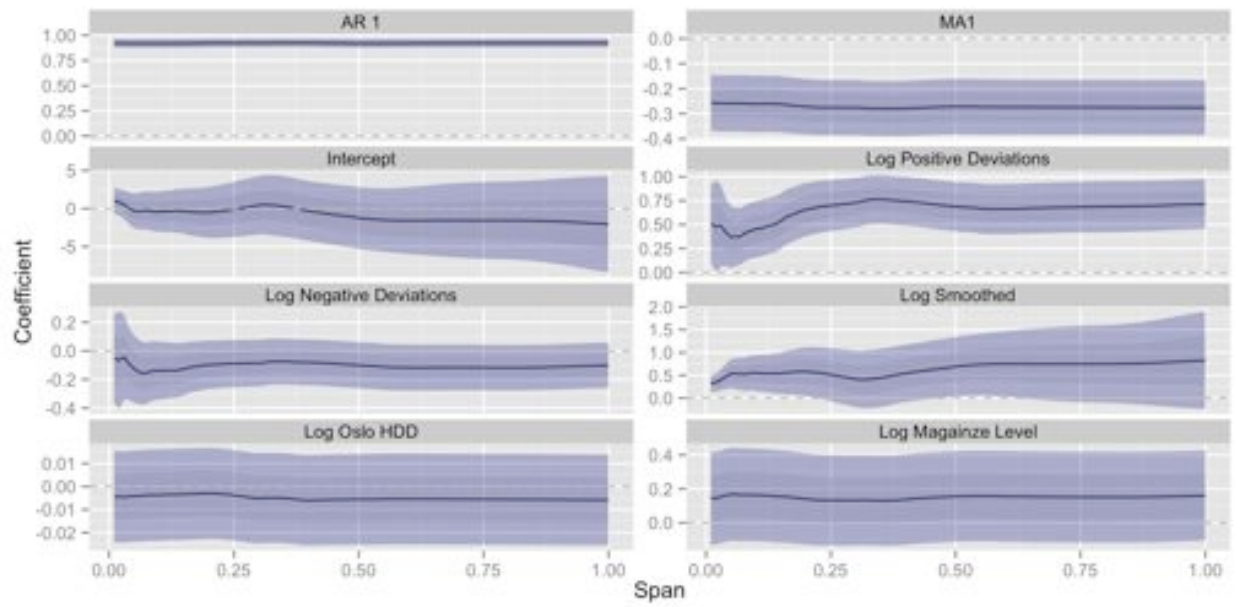 AR 1
MA1
1.00
0.75
0.50
0.25
0.00
0.0
-0.1
-0.2
-0.3
-0.4
Intercept
Log Positive Deviations
5
0
-5
1.00
0.75
0.50
0.25
0.00
Log Negative Deviations
Log Smoothed
0.2
0.0
-0.2
-0.4
2.0
1.5
1.0
0.5
0.0
Log Oslo HDD
Log Magainze Level
0.01
0.00
-0.01
-0.02
0.4
0.2
0.0
0.00 0.25 0.50 0.75 1.00
0.00 0.25 0.50 0.75 1.00
Coefficient
Span